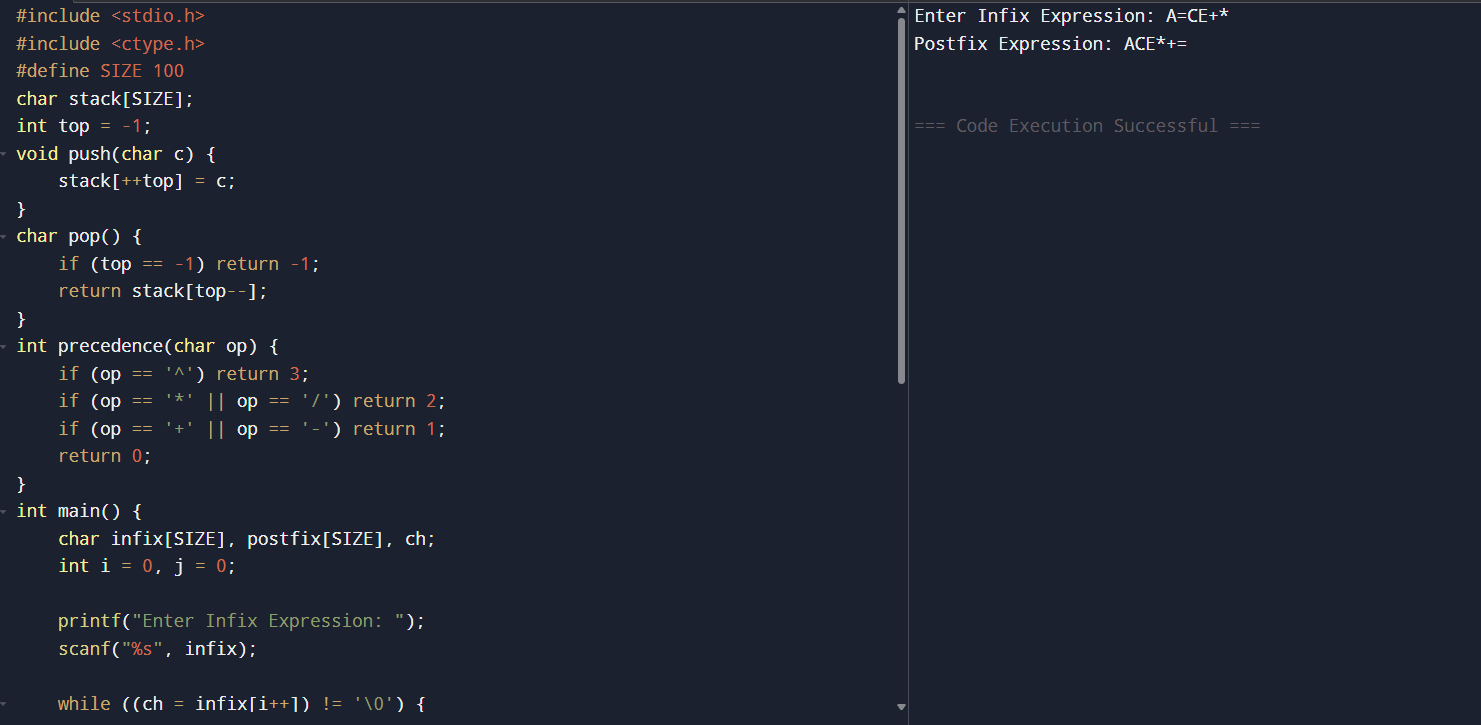 #include <stdio.h>
#include <ctype.h>
#define SIZE 100
char stack[SIZE];
int top = -1;
void push(char c) {
    stack[++top] = c;
}
char pop() {
    if (top == -1) return -1;
    return stack[top--];
}
int precedence(char op) {
    if (op == '^') return 3;
    if (op == '*' || op == '/') return 2;
    if (op == '+' || op == '-') return 1;
    return 0;
}
int main() {
    char infix[SIZE], postfix[SIZE], ch;
    int i = 0, j = 0;

    printf("Enter Infix Expression: ");
    scanf("%s", infix);

    while ((ch = infix[i++]) != '\0') {
Enter Infix Expression: A=CE+*
Postfix Expression: ACE*+=
=== Code Execution Successful ===